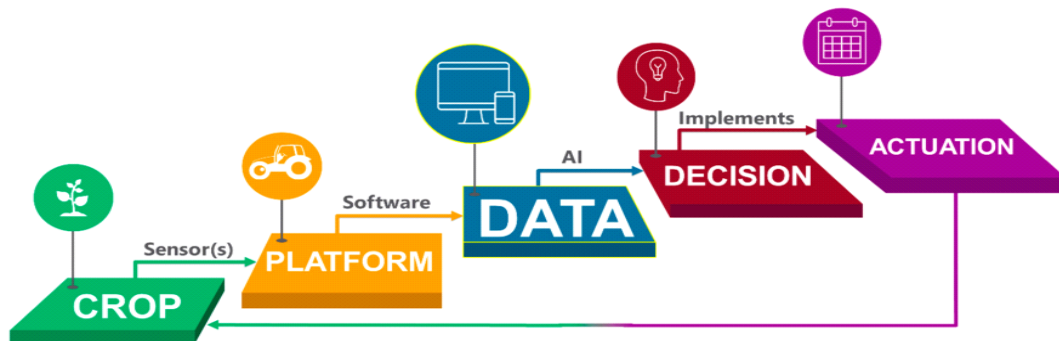 CROP
Sensor(s)
PLATFORM
Software
DATA
AI
DECISION
Implements
ACTUATION